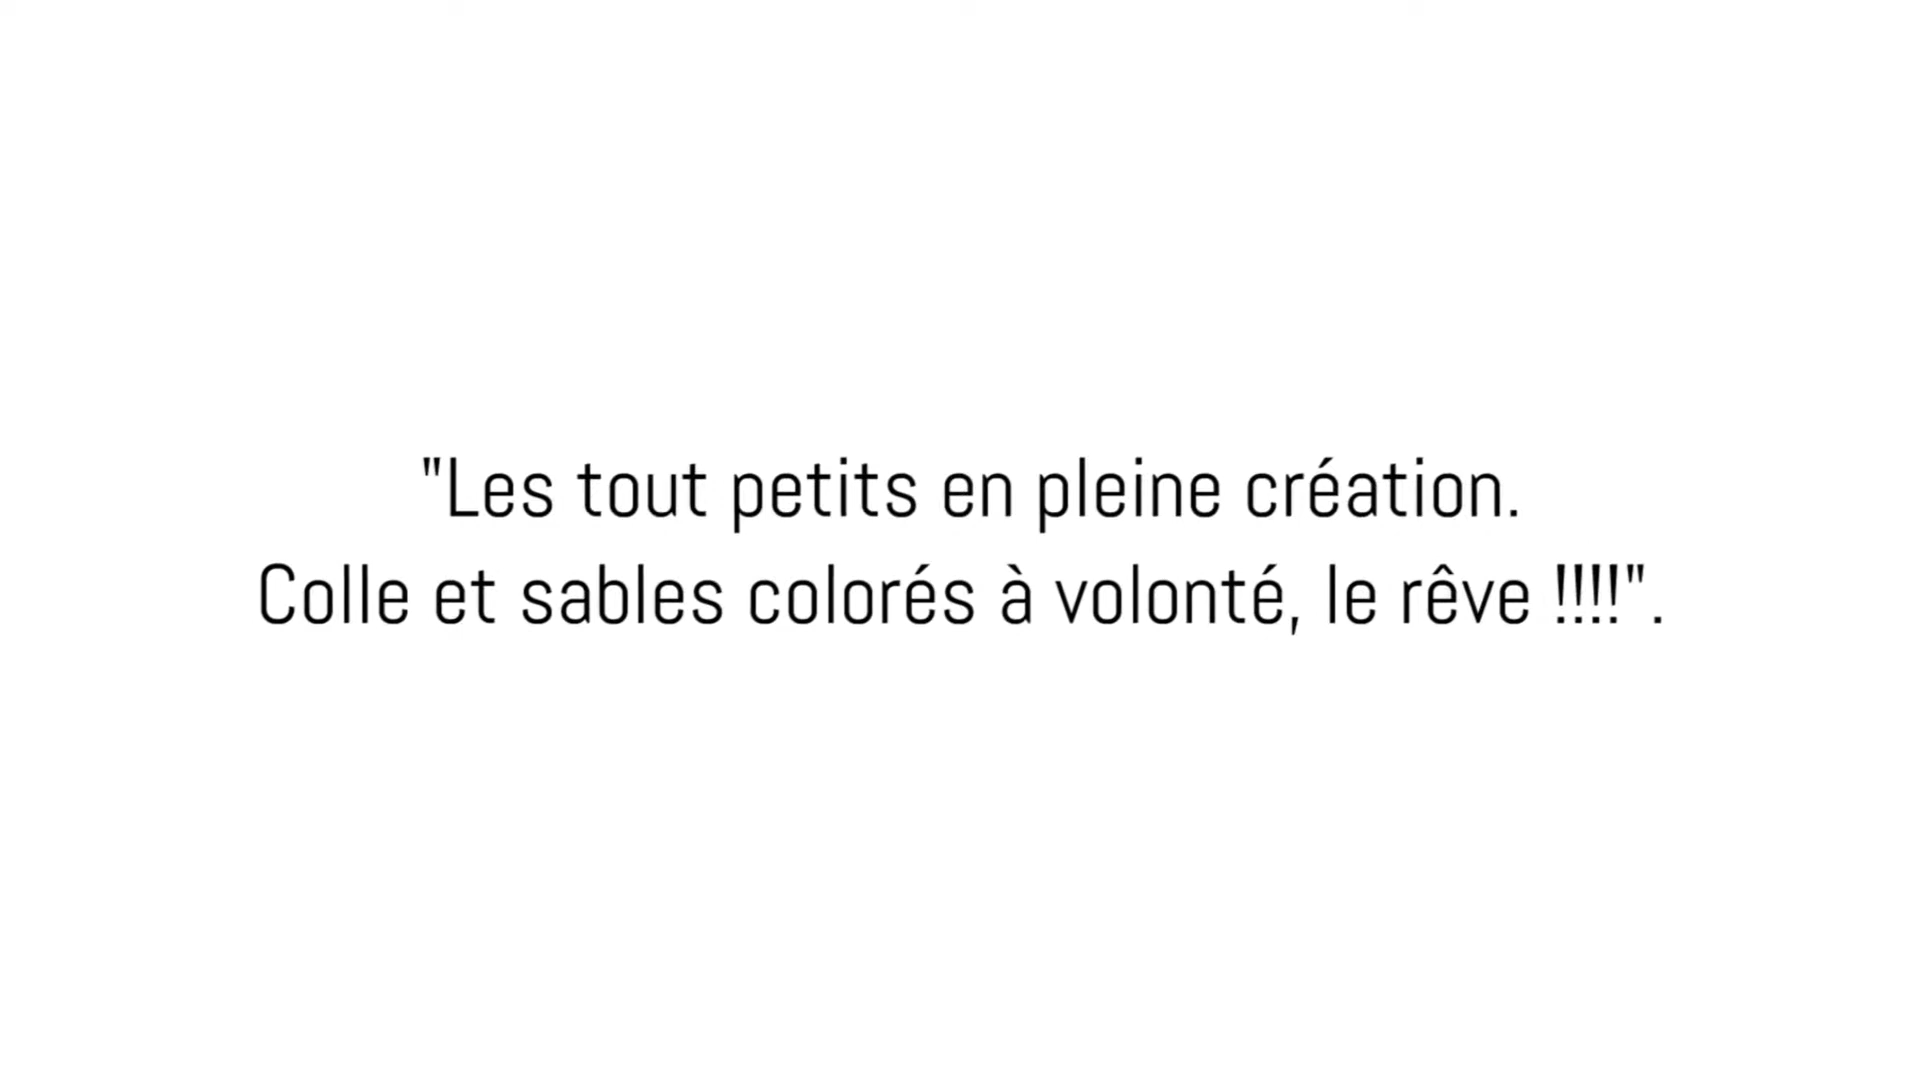 "Les tout petits en pleine création.
Colle et sables colorés à volonté, le rêve !!!!".